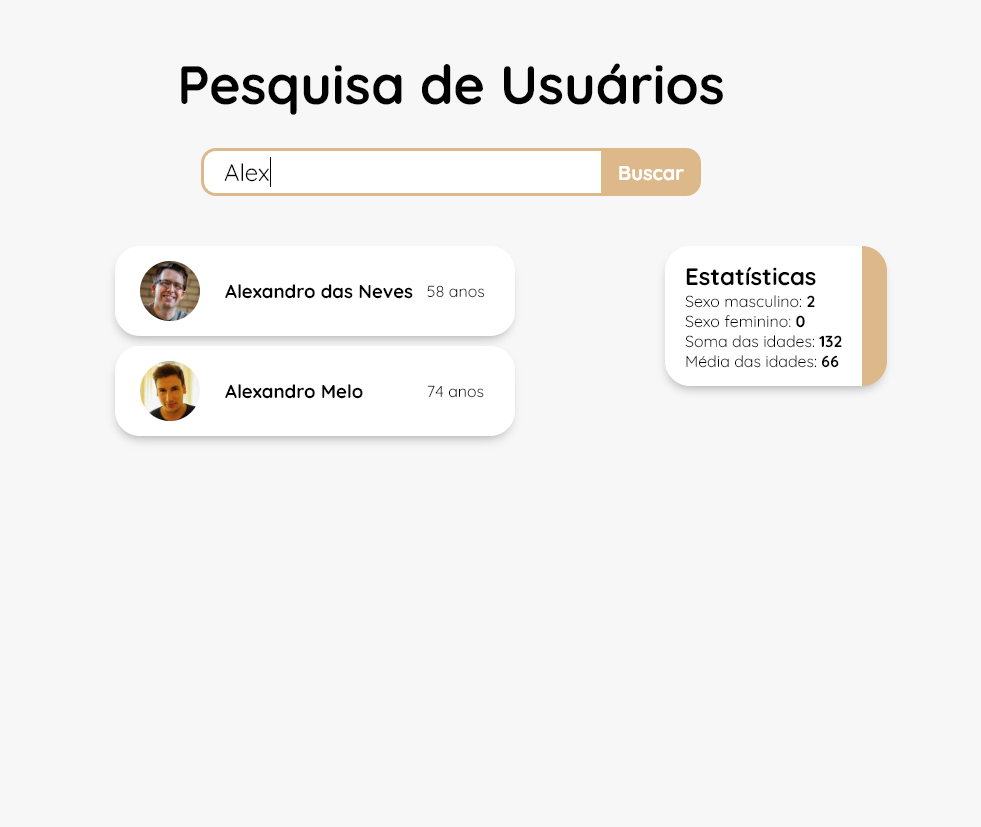 Pesquisa de Usuários
Alex
Buscar
Alexandro das Neves 58 anos
Alexandro Melo 74 anos
Estatísticas
Sexo masculino: 2
Sexo feminino: 0
Soma das idades: 132
Média das idades: 66